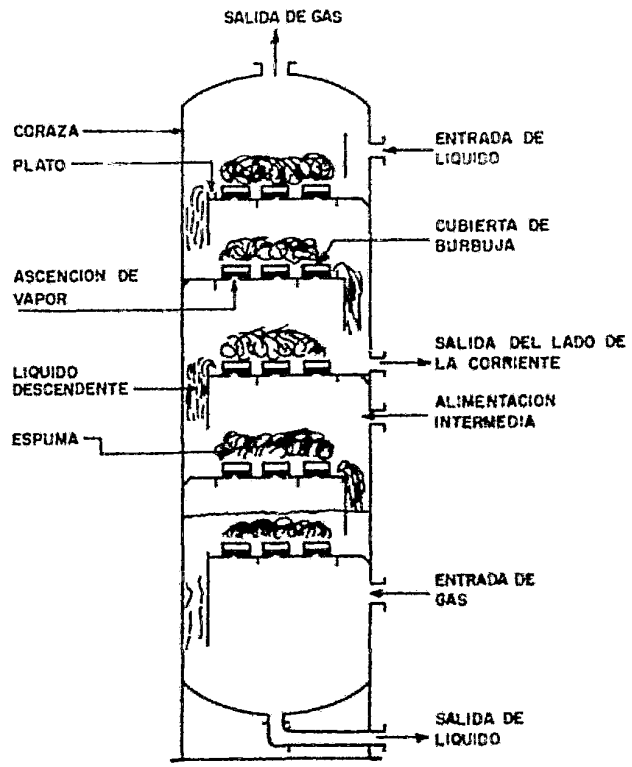 SALIDA DE GAS
CORAZA
PLATO
ENTRADA DE
LIQUIDO
CUBIERTA DE
BURBUJA
ASCENCION DE
VAPOR
SALIDA DEL LADO DE
LA CORRIENTE
LIQUIDO
DESCENDENTE
ALIMENTACION
INTERMEDIA
ESPUMA
ENTRADA DE
GAS
SALIDA DE
LIQUIDO